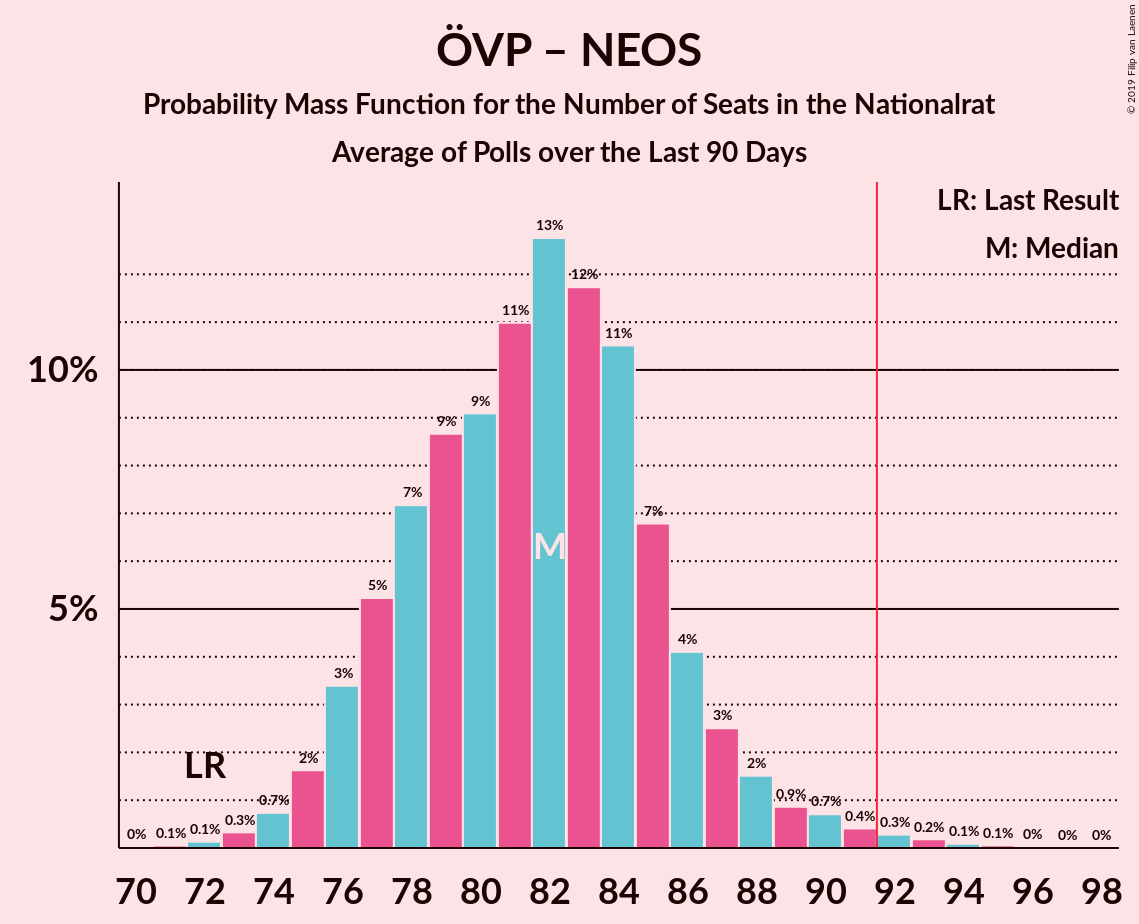 ÖVP – NEOS
Probability Mass Function for the Number of Seats in the Nationalrat
Average of Polls over the Last 90 Days
© 2019 Filip van Laenen
LR: Last Result
M: Median
10%
5%
0% 0.1% 0.1% 0.3% 0.7% 2% 3% 5% 7% 9% 9% 11% 13% 12% 11% 7% 4% 3% 2% 0.9% 0.7% 0.4% 0.3% 0.2% 0.1% 0.1% 0% 0% 0%
LR
M
70 72 74 76 78 80 82 84 86 88 90 92 94 96 98